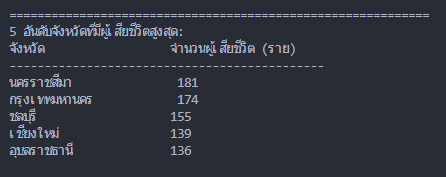 ============================================================
5 อันดับจังหวัดที่มีผู้เสียชีวิตสูงสุด:
จังหวัด จำนวนผู้เสียชีวิต (ราย)
---------------------------------------------
นครราชสีมา 181
กรุงเทพมหานคร 174
ชลบุรี 155
เชียงใหม่ 139
อุบลราชธานี 136